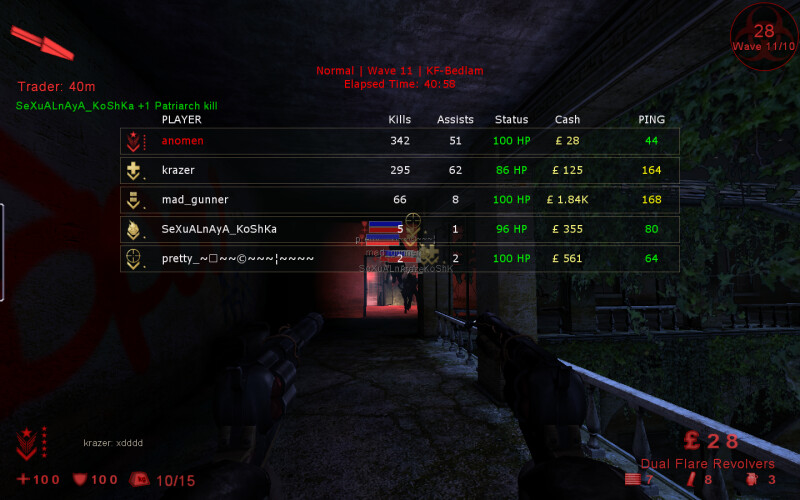 28
Wave 11/10
Normal | Wave 11 | KF-Bedlam
Elapsed Time: 40:58
Trader: 40m
SeXuALnAyA_KoShKa +1 Patriarch kill
PLAYER Kills Assists Status Cash PING
anomen 342 51 100 HP £ 28 44
krazer 295 62 86 HP £ 125 164
mad_gunner 66 8 100 HP £ 1.84K 168
SeXuALnAyA_KoShKa 5 1 96 HP £ 355 80
pretty_~□~~©~~~¦~~~~ 2 2 100 HP £ 561 64
krazer: xdddd
£ 28
Dual Flare Revolvers
100 100 10/15 7 8 3